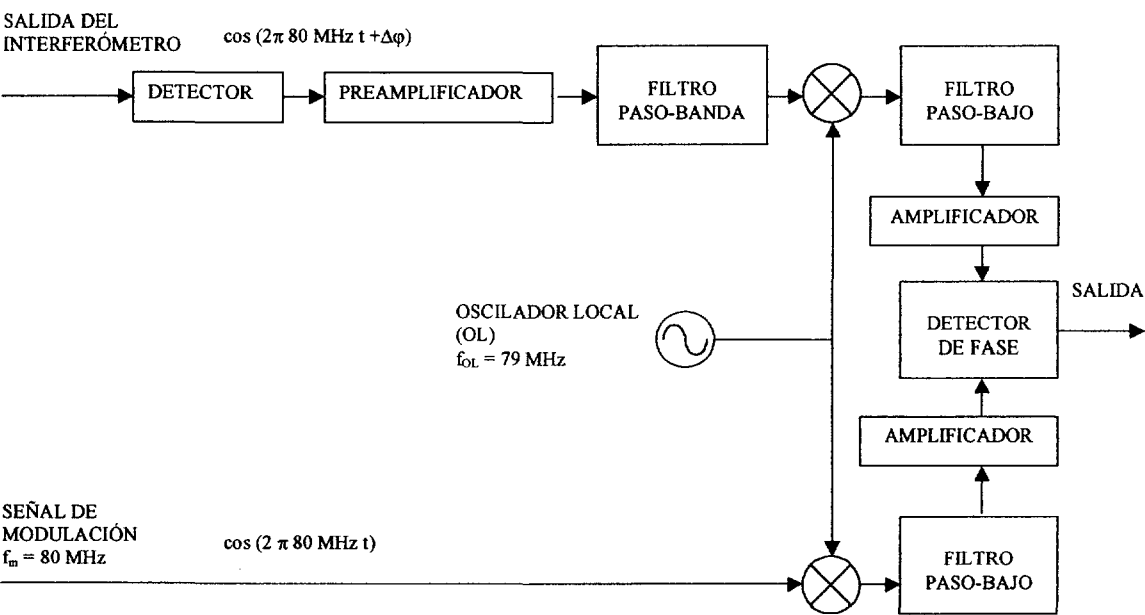 SALIDA DEL
INTERFERÓMETRO
cos (2π 80 MHz t +Δφ)
DETECTOR
PREAMPLIFICADOR
FILTRO
PASO-BANDA
FILTRO
PASO-BAJO
AMPLIFICADOR
SALIDA
OSCILADOR LOCAL
(OL)
f_OL = 79 MHz
DETECTOR
DE FASE
AMPLIFICADOR
SEÑAL DE
MODULACIÓN
f_m = 80 MHz
cos (2 π 80 MHz t)
FILTRO
PASO-BAJO